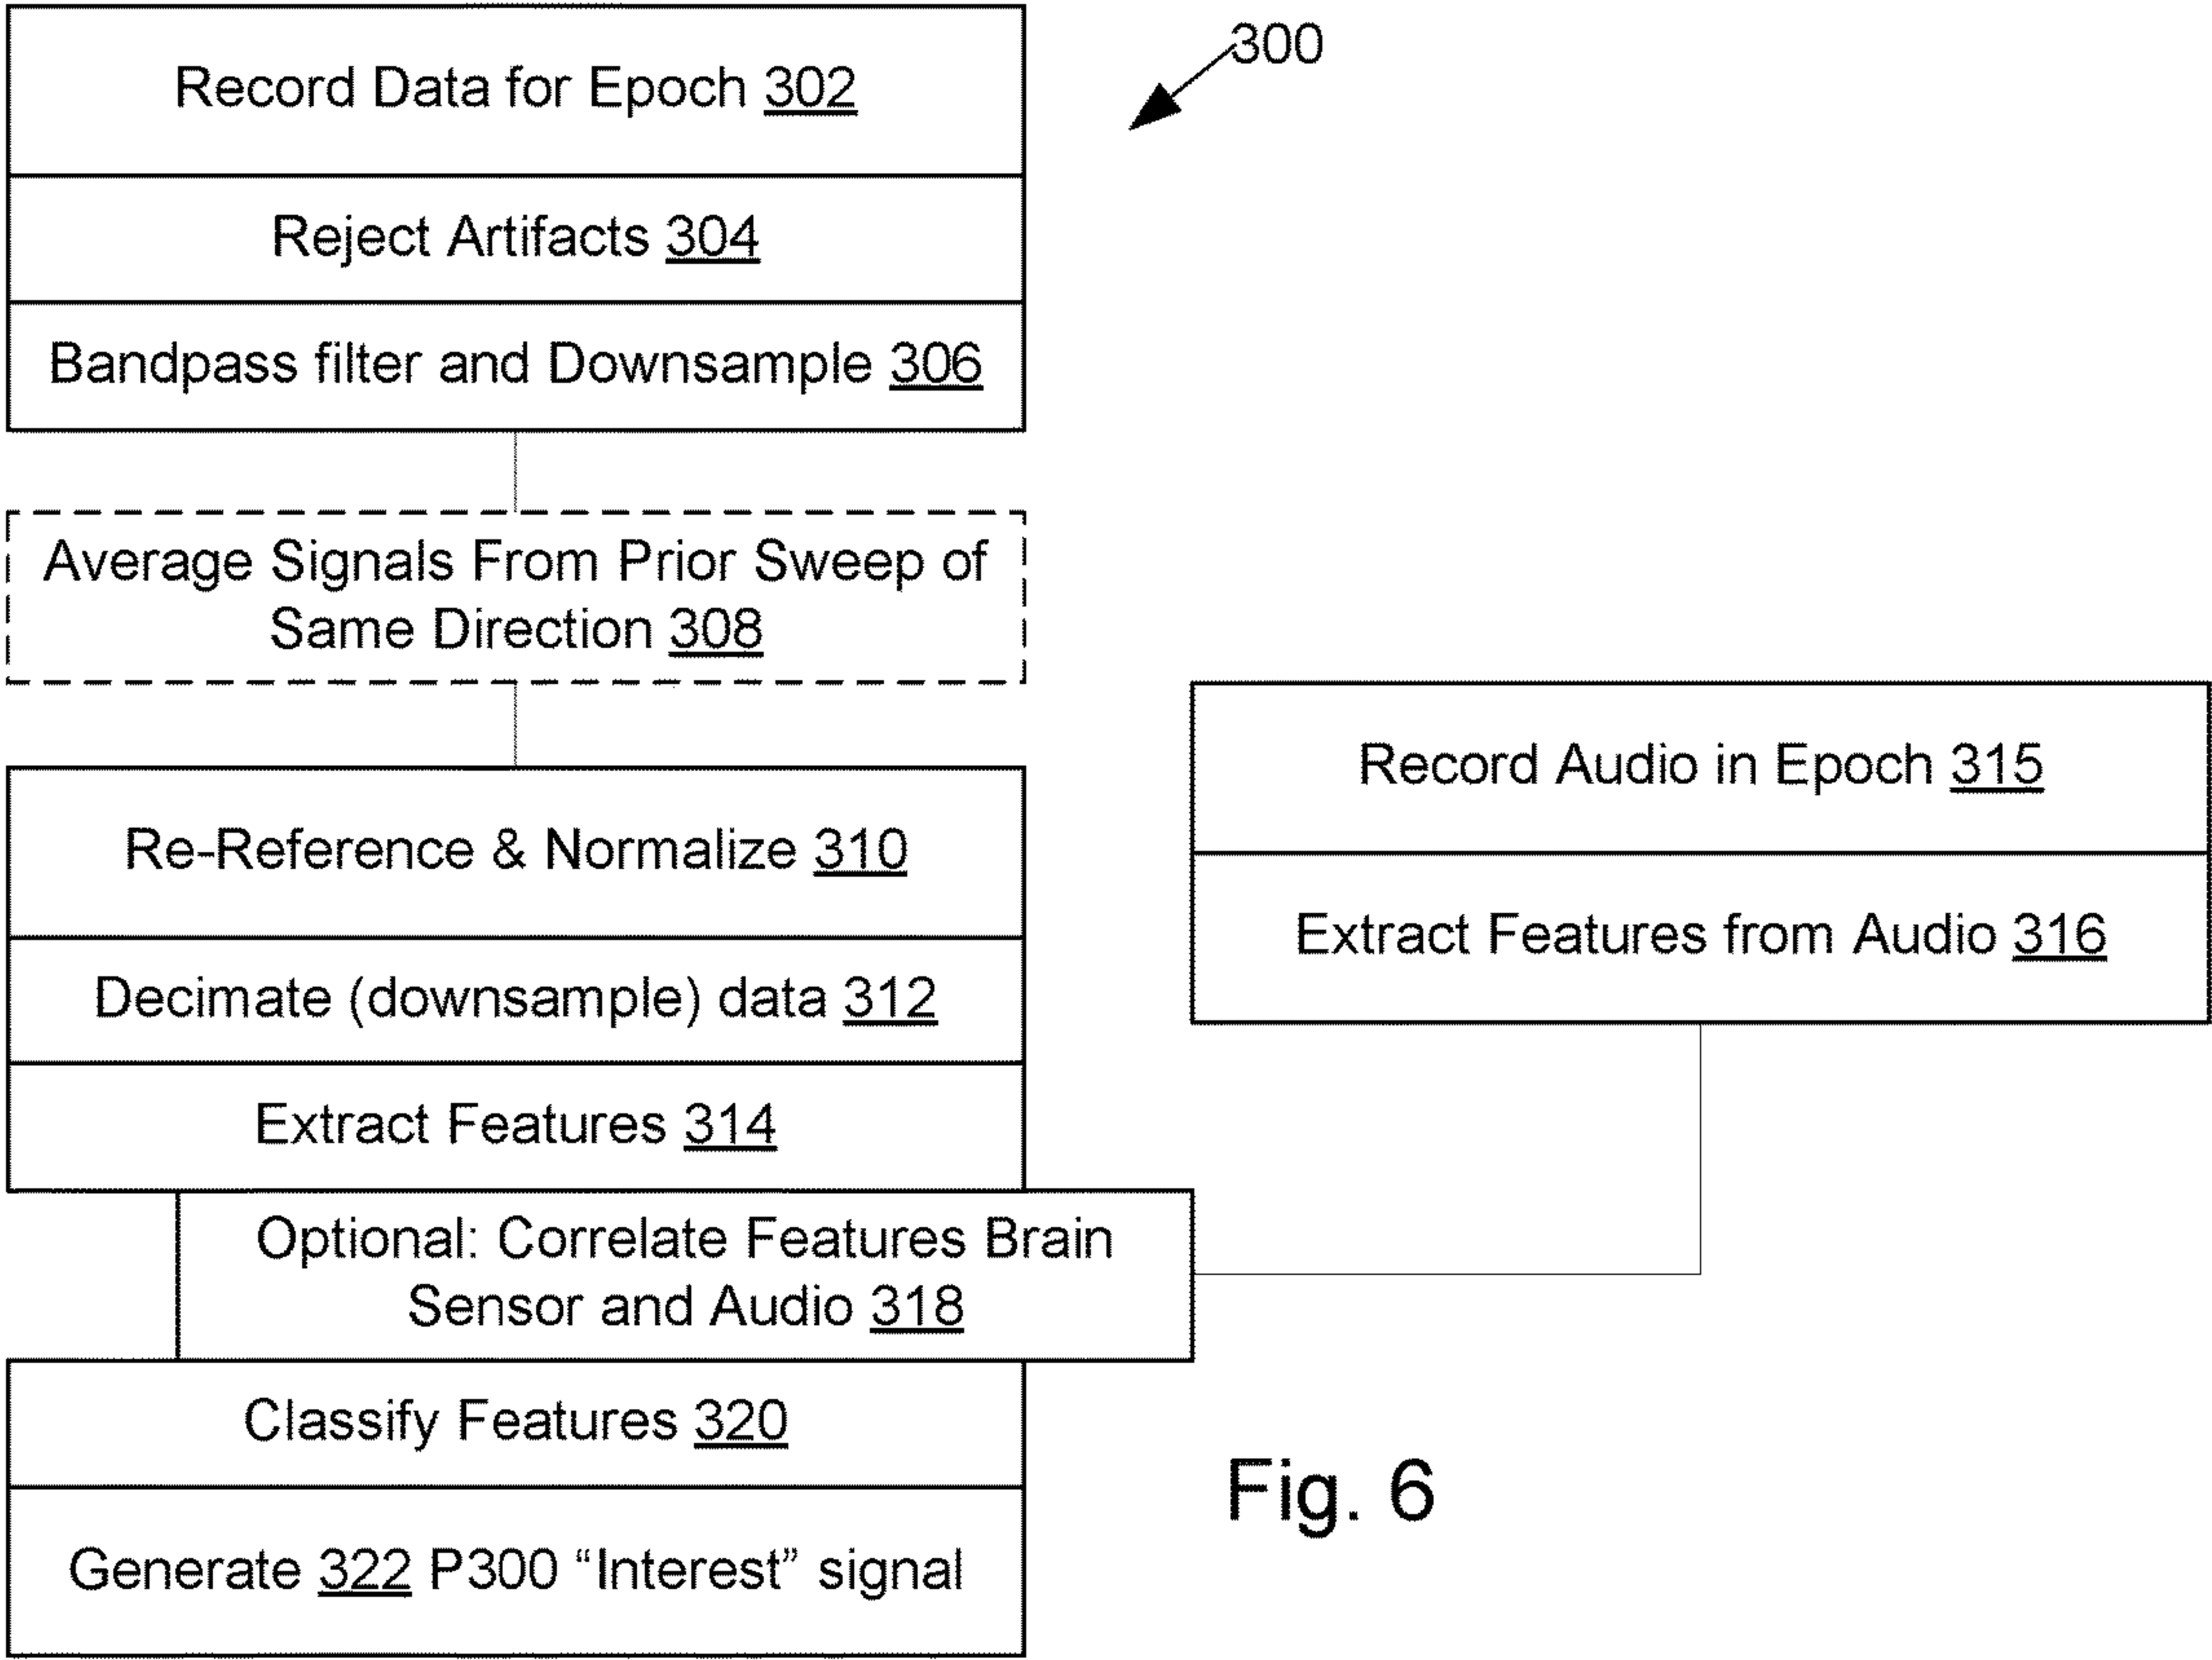 300
Record Data for Epoch 302
Reject Artifacts 304
Bandpass filter and Downsample 306
Average Signals From Prior Sweep of
Same Direction 308
Re-Reference & Normalize 310
Decimate (downsample) data 312
Extract Features 314
Record Audio in Epoch 315
Extract Features from Audio 316
Optional: Correlate Features Brain
Sensor and Audio 318
Classify Features 320
Generate 322 P300 “Interest” signal
Fig. 6